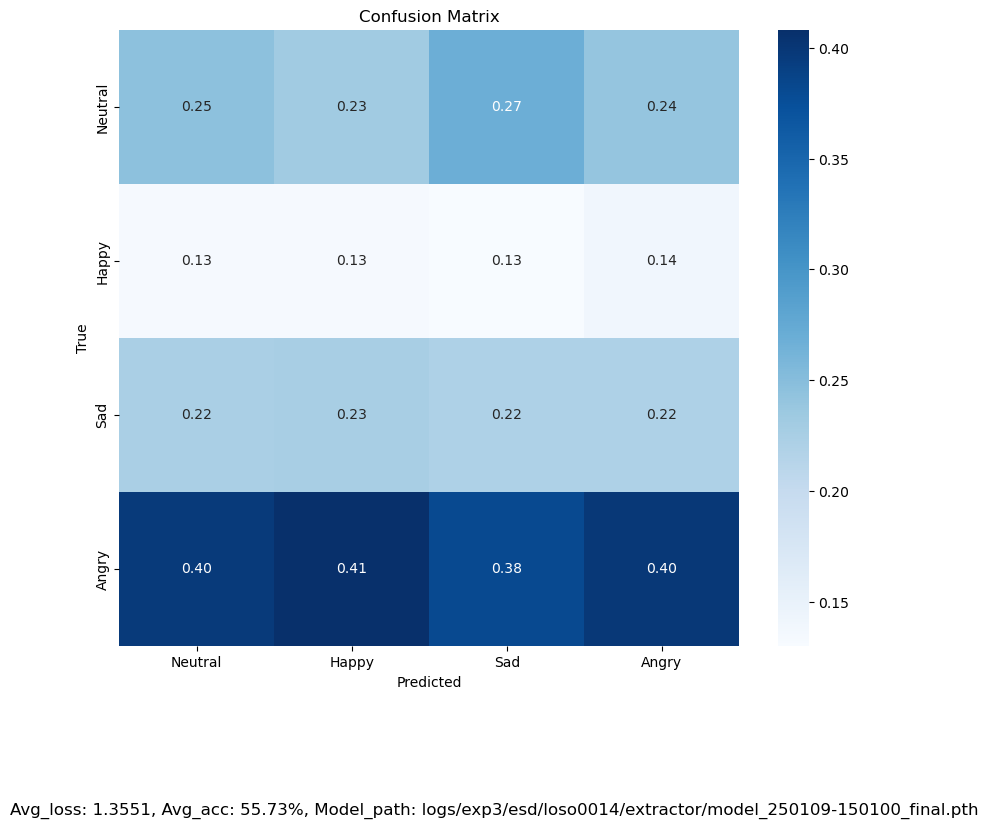 Confusion Matrix
0.40
Neutral 0.25 0.23 0.27 0.24
0.35
0.30
Happy 0.13 0.13 0.13 0.14
True
0.25
Sad 0.22 0.23 0.22 0.22
0.20
Angry 0.40 0.41 0.38 0.40
0.15
Neutral Happy Sad Angry
Predicted
Avg_loss: 1.3551, Avg_acc: 55.73%, Model_path: logs/exp3/esd/loso0014/extractor/model_250109-150100_final.pth